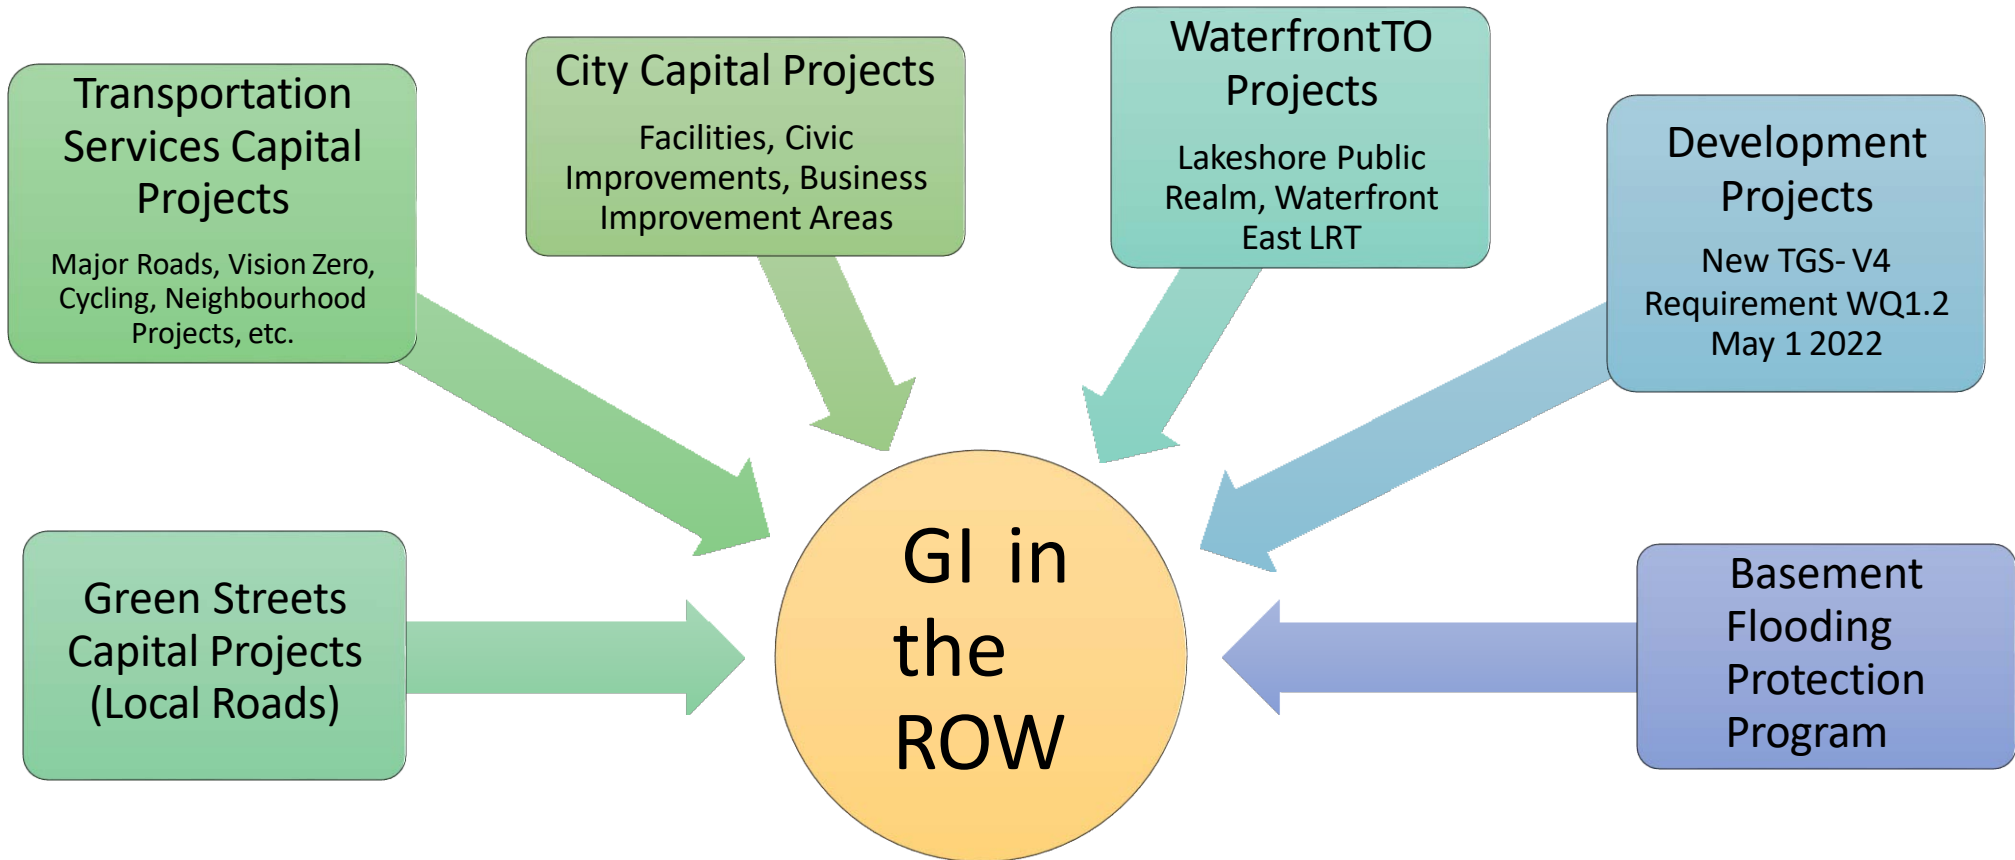 Transportation
Services Capital
Projects
Major Roads, Vision Zero,
Cycling, Neighbourhood
Projects, etc.
City Capital Projects
Facilities, Civic
Improvements, Business
Improvement Areas
WaterfrontTO
Projects
Lakeshore Public
Realm, Waterfront
East LRT
Development
Projects
New TGS- V4
Requirement WQ1.2
May 1 2022
Green Streets
Capital Projects
(Local Roads)
GI in
the
ROW
Basement
Flooding
Protection
Program